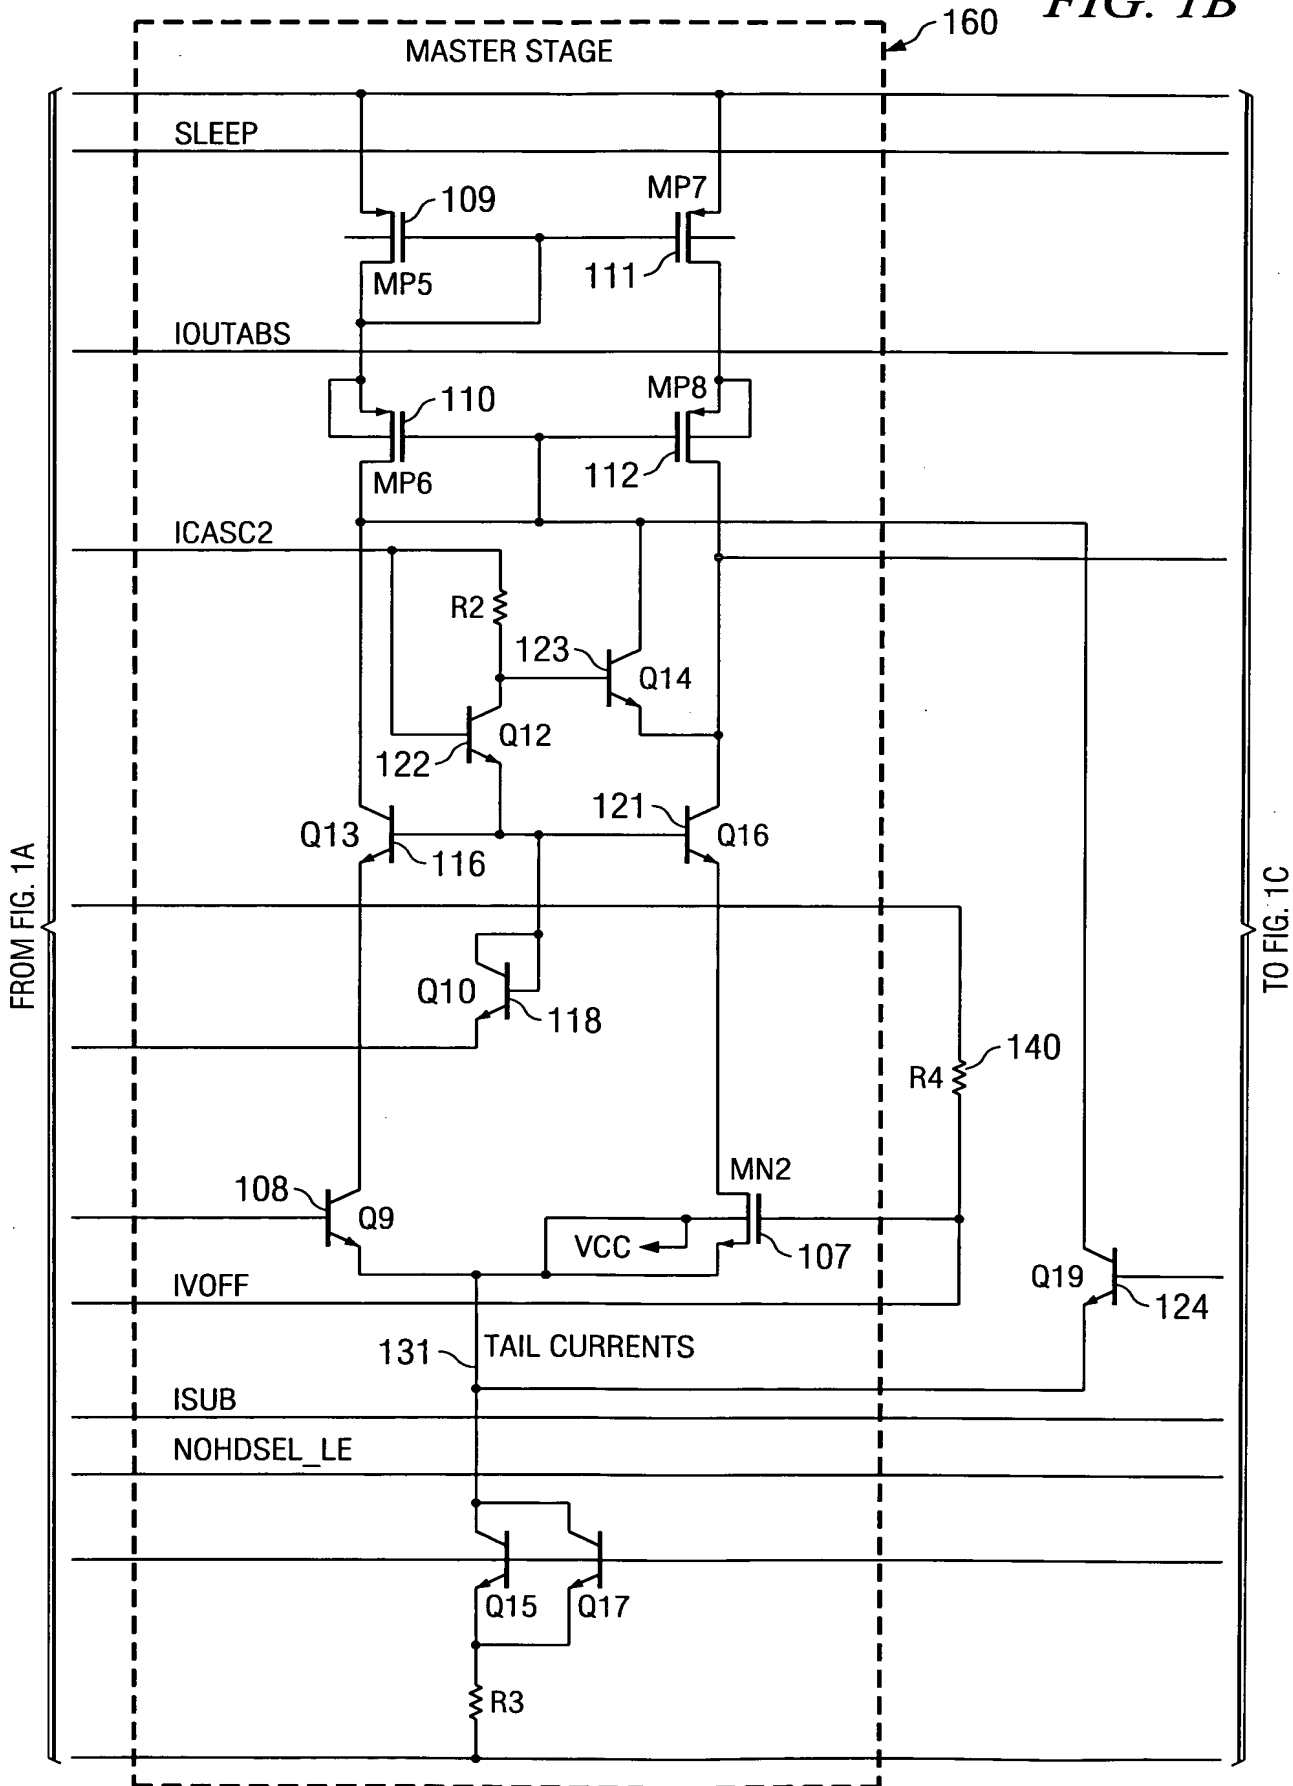 FIG. 1B
160
MASTER STAGE
SLEEP
109
MP7
MP5
111
IOUTABS
110
MP8
MP6
112
ICASC2
R2
123
Q14
Q12
122
121
Q13
116
Q16
FROM FIG. 1A
TO FIG. 1C
Q10
118
140
R4
MN2
108
Q9
VCC
107
Q19
124
IVOFF
131
TAIL CURRENTS
ISUB
NOHDSEL_LE
Q15
Q17
R3